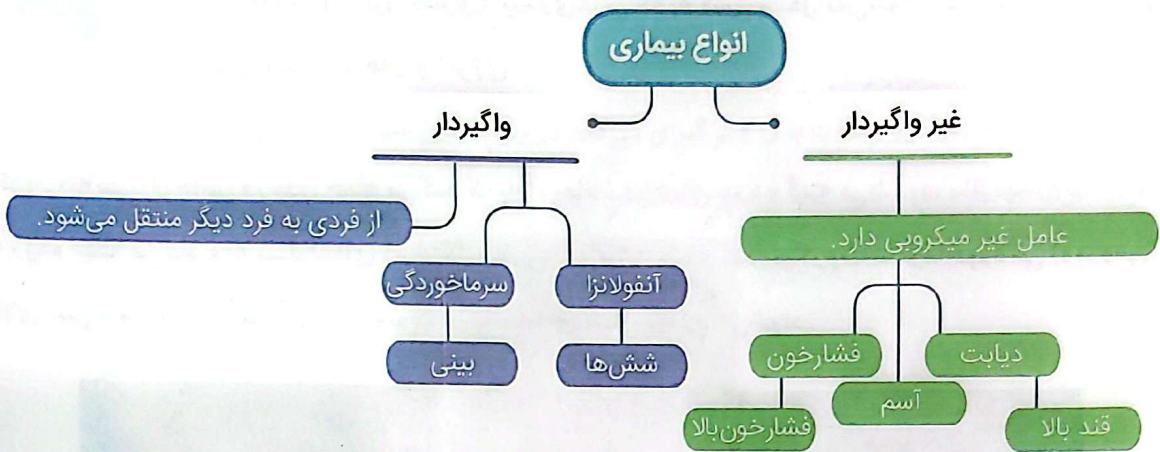 انواع بیماری
غیر واگیردار
واگیردار
عامل غیر میکروبی دارد.
از فردی به فرد دیگر منتقل می‌شود.
دیابت
فشارخون
آسم
قند بالا
فشارخون‌بالا
آنفولانزا
سرماخوردگی
شش‌ها
بینی